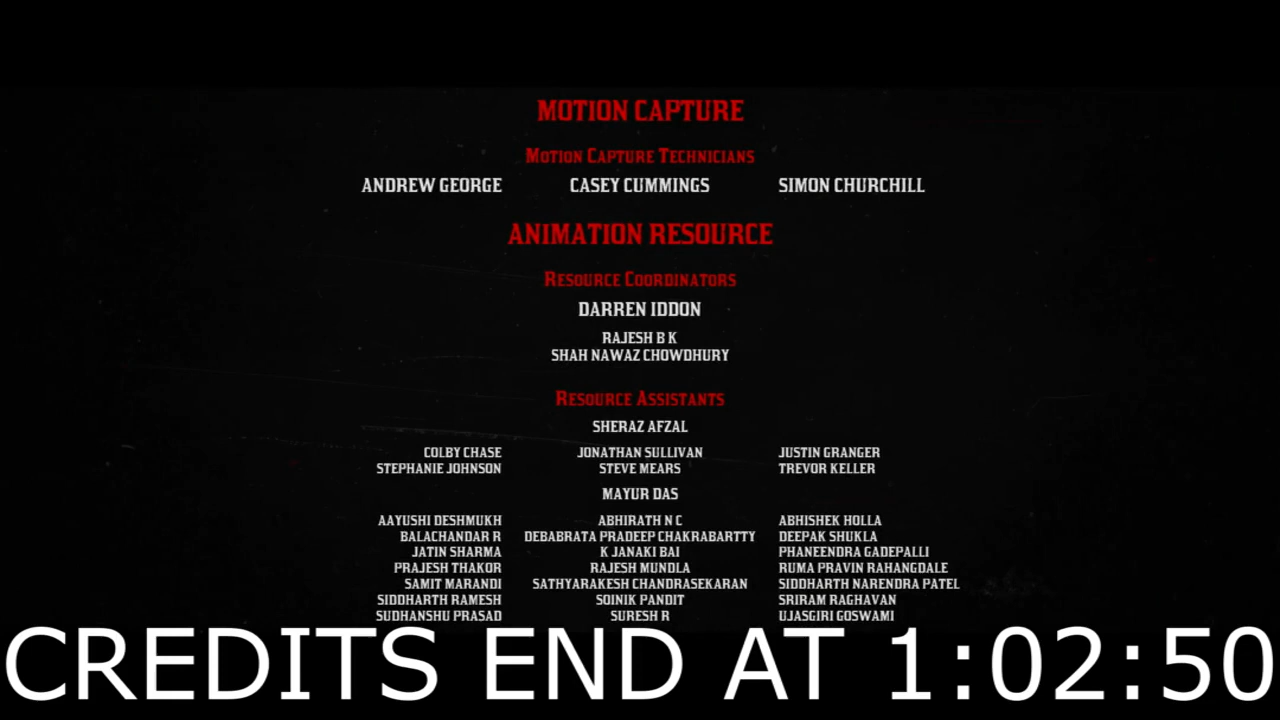 MOTION CAPTURE
MOTION CAPTURE TECHNICIANS
ANDREW GEORGE CASEY CUMMINGS SIMON CHURCHILL
ANIMATION RESOURCE
RESOURCE COORDINATORS
DARREN IDDON
RAJESH B K
SHAH NAWAZ CHOWDHURY
RESOURCE ASSISTANTS
SHERAZ AFZAL
COLBY CHASE JONATHAN SULLIVAN JUSTIN GRANGER
STEPHANIE JOHNSON STEVE MEARS TREVOR KELLER
MAYUR DAS
AAYUSHI DESHMUKH ABHIRATH N C ABHISHEK HOLLA
BALACHANDAR R DEBABRATA PRADEEP CHAKRABARTTY DEEPAK SHUKLA
JATIN SHARMA K JANAKI BAI PHANEENDRA GADEPALLI
PRAJESH THAKOR RAJESH MUNDLA RUMA PRAVIN RAHANGDALE
SAMIT MARANDI SATHYARAKESH CHANDRASEKARAN SIDDHARTH NARENDRA PATEL
SIDDHARTH RAMESH SOINIK PANDIT SRIRAM RAGHAVAN
SUDHANSHU PRASAD SURESH R UJASGIRI GOSWAMI
CREDITS END AT 1:02:50